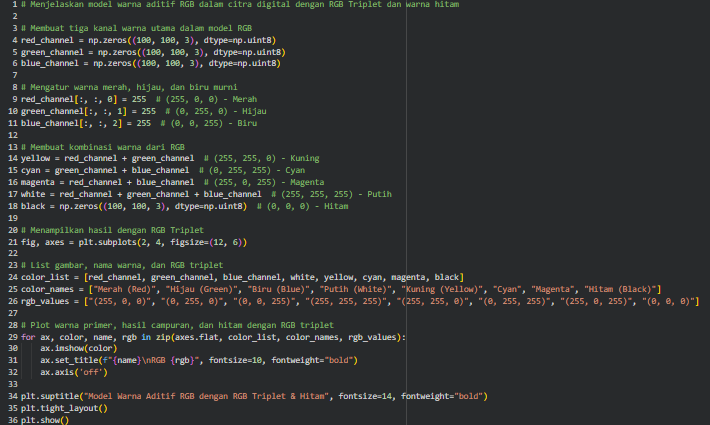 1 # Menjelaskan model warna aditif RGB dalam citra digital dengan RGB Triplet dan warna hitam
2
3 # Membuat tiga kanal warna utama dalam model RGB
4 red_channel = np.zeros((100, 100, 3), dtype=np.uint8)
5 green_channel = np.zeros((100, 100, 3), dtype=np.uint8)
6 blue_channel = np.zeros((100, 100, 3), dtype=np.uint8)
7
8 # Mengatur warna merah, hijau, dan biru murni
9 red_channel[:, :, 0] = 255  # (255, 0, 0) - Merah
10 green_channel[:, :, 1] = 255  # (0, 255, 0) - Hijau
11 blue_channel[:, :, 2] = 255  # (0, 0, 255) - Biru
12
13 # Membuat kombinasi warna dari RGB
14 yellow = red_channel + green_channel  # (255, 255, 0) - Kuning
15 cyan = green_channel + blue_channel  # (0, 255, 255) - Cyan
16 magenta = red_channel + blue_channel  # (255, 0, 255) - Magenta
17 white = red_channel + green_channel + blue_channel  # (255, 255, 255) - Putih
18 black = np.zeros((100, 100, 3), dtype=np.uint8)  # (0, 0, 0) - Hitam
19
20 # Menampilkan hasil dengan RGB Triplet
21 fig, axes = plt.subplots(2, 4, figsize=(12, 6))
22
23 # List gambar, nama warna, dan RGB triplet
24 color_list = [red_channel, green_channel, blue_channel, white, yellow, cyan, magenta, black]
25 color_names = ["Merah (Red)", "Hijau (Green)", "Biru (Blue)", "Putih (White)", "Kuning (Yellow)", "Cyan", "Magenta", "Hitam (Black)"]
26 rgb_values = ["(255, 0, 0)", "(0, 255, 0)", "(0, 0, 255)", "(255, 255, 255)", "(255, 255, 0)", "(0, 255, 255)", "(255, 0, 255)", "(0, 0, 0)"]
27
28 # Plot warna primer, hasil campuran, dan hitam dengan RGB triplet
29 for ax, color, name, rgb in zip(axes.flat, color_list, color_names, rgb_values):
30     ax.imshow(color)
31     ax.set_title(f"{name}\nRGB {rgb}", fontsize=10, fontweight="bold")
32     ax.axis('off')
33
34 plt.suptitle("Model Warna Aditif RGB dengan RGB Triplet & Hitam", fontsize=14, fontweight="bold")
35 plt.tight_layout()
36 plt.show()